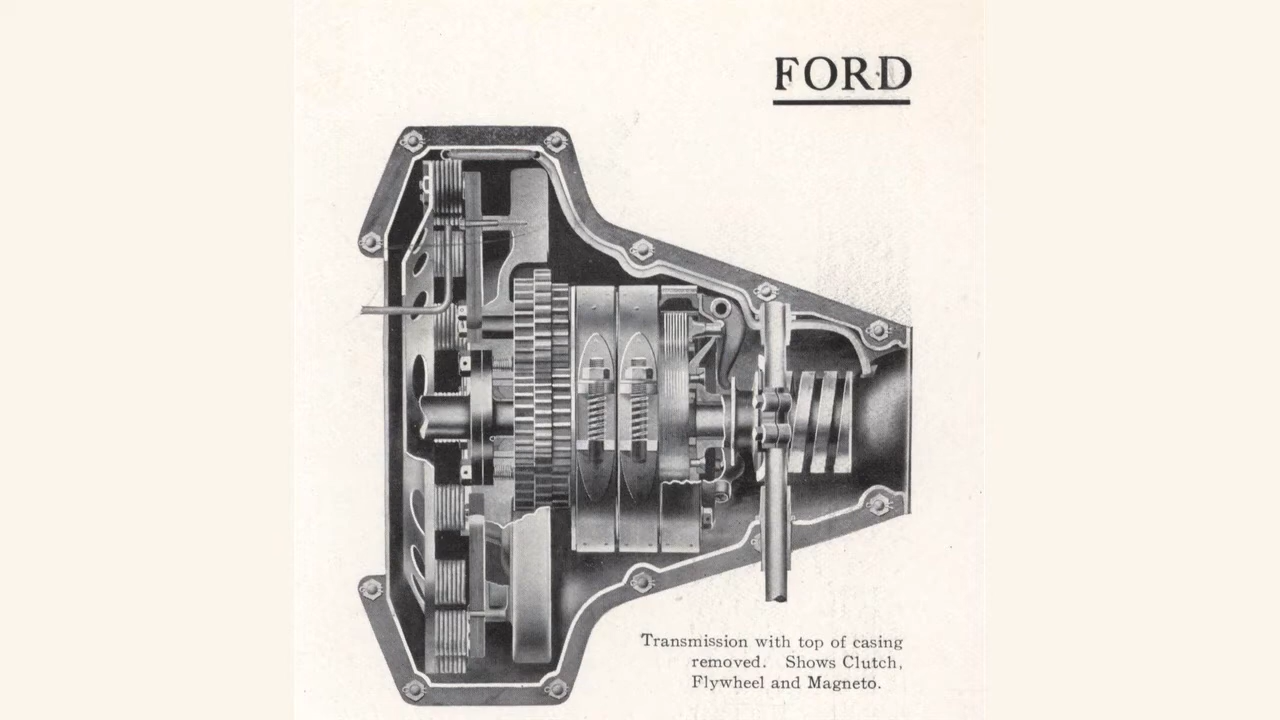 FORD
Transmission with top of casing
removed. Shows Clutch,
Flywheel and Magneto.